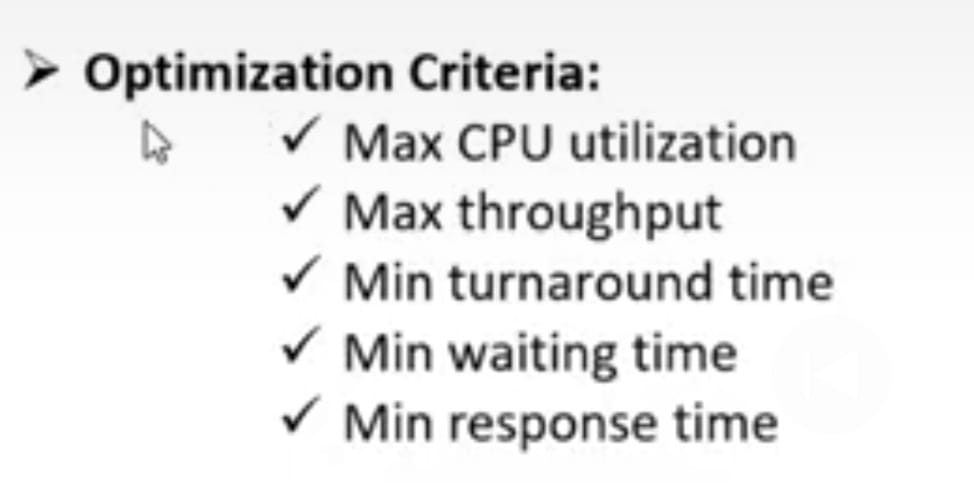 ➢ Optimization Criteria:
✓ Max CPU utilization
✓ Max throughput
✓ Min turnaround time
✓ Min waiting time
✓ Min response time